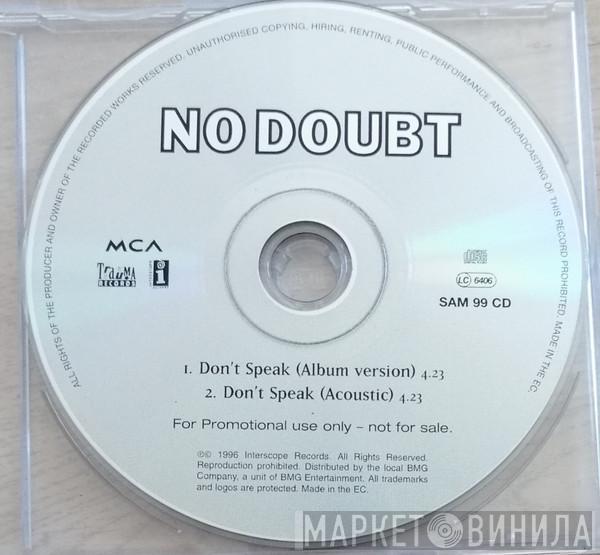 ALL RIGHTS OF THE PRODUCER AND OWNER OF THE RECORDED WORKS RESERVED. UNAUTHORISED COPYING, HIRING, RENTING, PUBLIC PERFORMANCE AND BROADCASTING OF THIS RECORD PROHIBITED. MADE IN THE EC.
NO DOUBT
MCA
TRAUMA
RECORDS
LC 6406
SAM 99 CD
1. Don't Speak (Album version) 4.23
2. Don't Speak (Acoustic) 4.23
For Promotional use only – not for sale.
℗© 1996 Interscope Records. All Rights Reserved.
Reproduction prohibited. Distributed by the local BMG
Company, a unit of BMG Entertainment. All trademarks
and logos are protected. Made in the EC.
МАРКЕТ ВИНИЛА